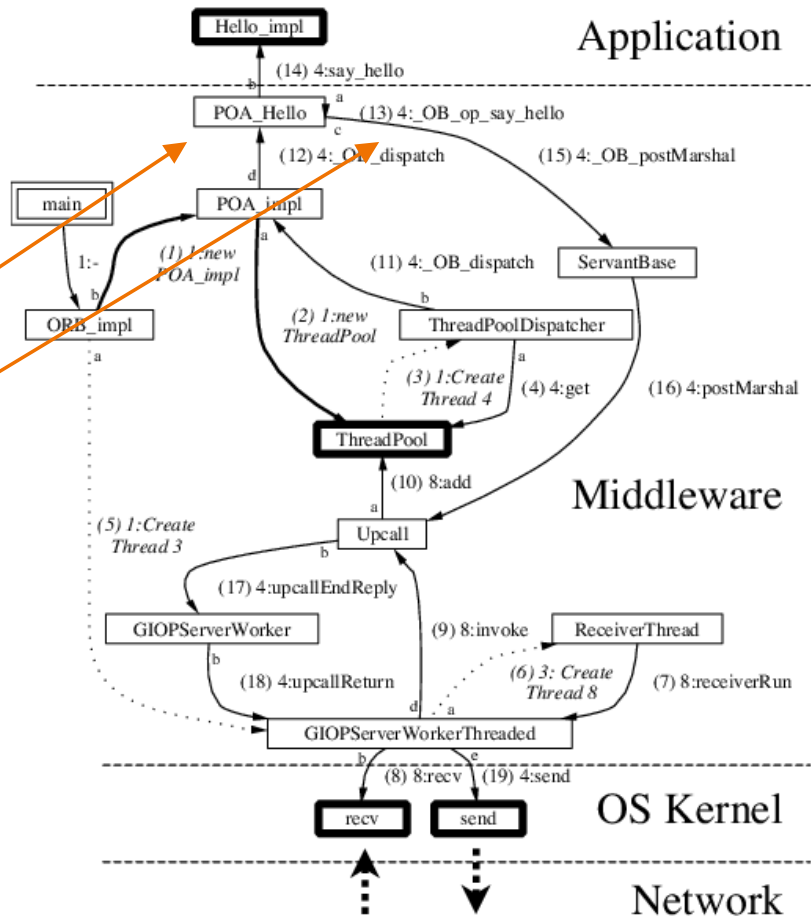 Hello_impl
Application
(14) 4:say_hello
b
a
POA_Hello
(13) 4:_OB_op_say_hello
c
(12) 4:_OB_dispatch
(15) 4:_OB_postMarshal
d
main
POA_impl
a
1:-
(1) 1:new
POA_impl
(11) 4:_OB_dispatch
ServantBase
b
b
(2) 1:new
ThreadPool
ORB_impl
ThreadPoolDispatcher
a
a
(3) 1:Create
Thread 4
(4) 4:get
(16) 4:postMarshal
ThreadPool
(10) 8:add
Middleware
a
(5) 1:Create
Thread 3
Upcall
b
(17) 4:upcallEndReply
GIOPServerWorker
(9) 8:invoke
ReceiverThread
b
(6) 3: Create
Thread 8
(18) 4:upcallReturn
(7) 8:receiverRun
d
a
GIOPServerWorkerThreaded
b
e
(8) 8:recv
(19) 4:send
recv
send
OS Kernel
Network